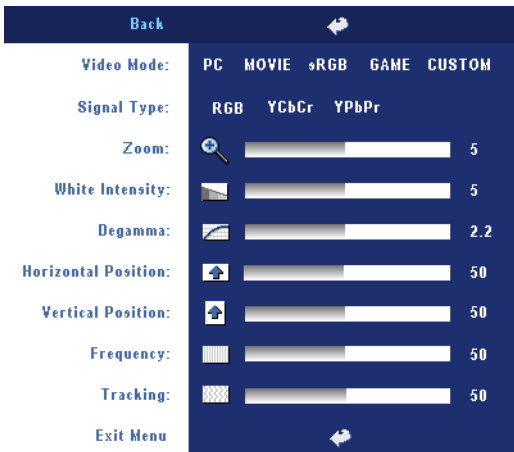 Back
Video Mode: PC MOVIE sRGB GAME CUSTOM
Signal Type: RGB YCbCr YPbPr
Zoom: 5
White Intensity: 5
Degamma: 2.2
Horizontal Position: 50
Vertical Position: 50
Frequency: 50
Tracking: 50
Exit Menu